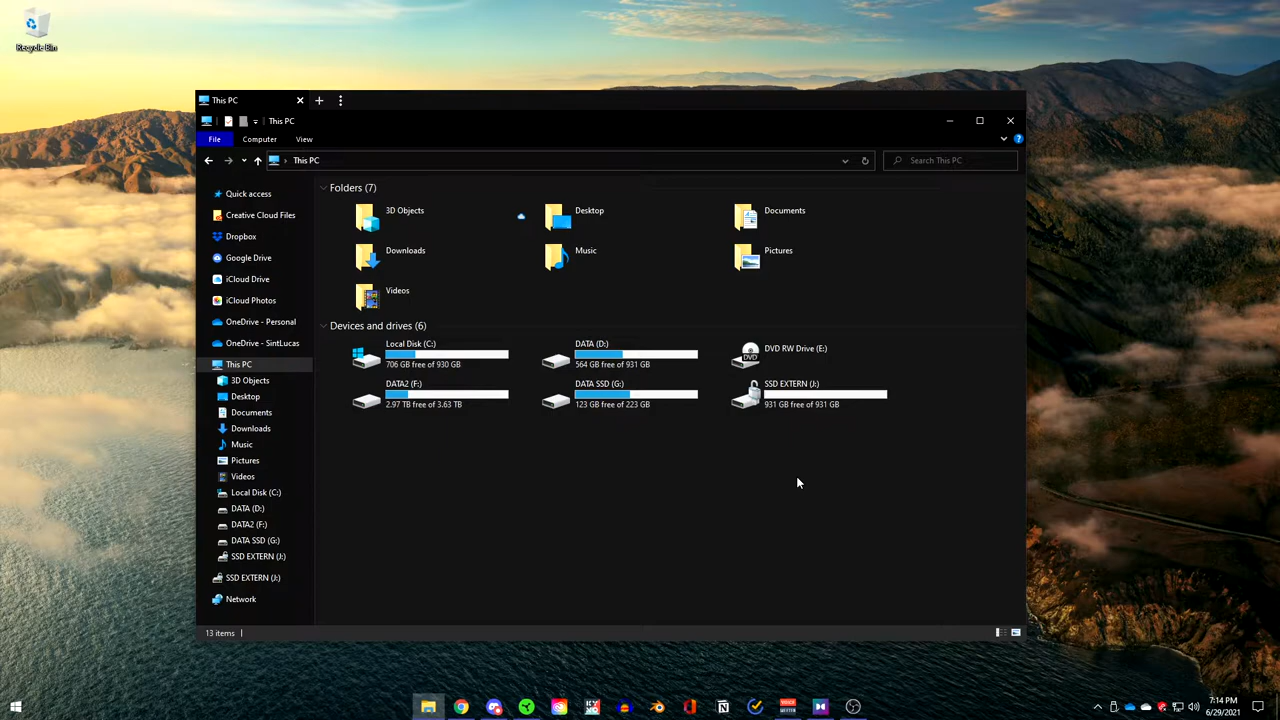 Recycle Bin
This PC
This PC
File Computer View
This PC
Search This PC
Quick access
Creative Cloud Files
Dropbox
Google Drive
iCloud Drive
iCloud Photos
OneDrive - Personal
OneDrive - SintLucas
This PC
3D Objects
Desktop
Documents
Downloads
Music
Pictures
Videos
Local Disk (C:)
DATA (D:)
DATA2 (F:)
DATA SSD (G:)
SSD EXTERN (J:)
SSD EXTERN (J:)
Network
Folders (7)
3D Objects
Desktop
Documents
Downloads
Music
Pictures
Videos
Devices and drives (6)
Local Disk (C:)
706 GB free of 930 GB
DATA (D:)
564 GB free of 931 GB
DVD RW Drive (E:)
DVD
DATA2 (F:)
2.97 TB free of 3.63 TB
DATA SSD (G:)
123 GB free of 223 GB
SSD EXTERN (J:)
931 GB free of 931 GB
13 items
7:14 PM
6/29/2021